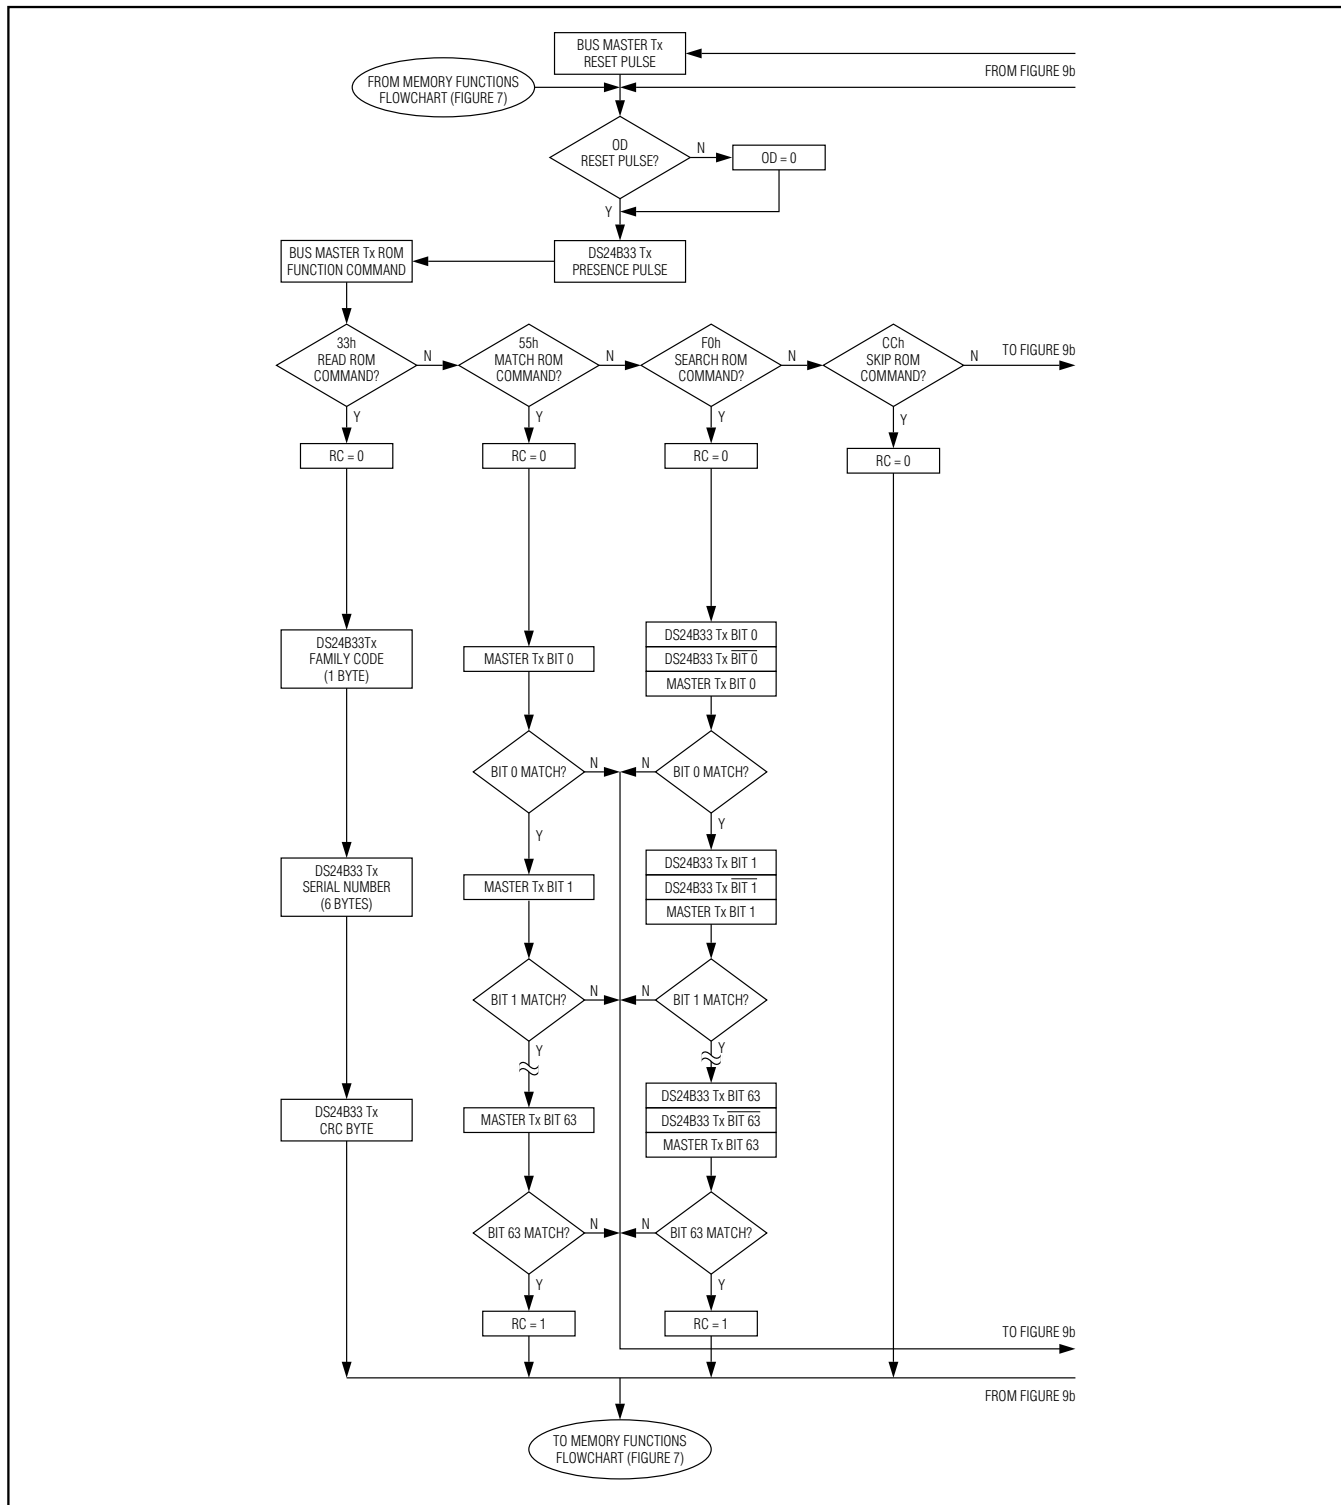 BUS MASTER Tx
RESET PULSE
FROM FIGURE 9b
FROM MEMORY FUNCTIONS
FLOWCHART (FIGURE 7)
OD
RESET PULSE?
N
OD = 0
Y
BUS MASTER Tx ROM
FUNCTION COMMAND
DS24B33 Tx
PRESENCE PULSE
33h
READ ROM
COMMAND?
N
55h
MATCH ROM
COMMAND?
N
F0h
SEARCH ROM
COMMAND?
N
CCh
SKIP ROM
COMMAND?
N
TO FIGURE 9b
Y
Y
Y
Y
RC = 0
RC = 0
RC = 0
RC = 0
DS24B33Tx
FAMILY CODE
(1 BYTE)
MASTER Tx BIT 0
DS24B33 Tx BIT 0
DS24B33 Tx B̅I̅T̅ ̅0̅
MASTER Tx BIT 0
BIT 0 MATCH?
N
N
BIT 0 MATCH?
Y
Y
DS24B33 Tx
SERIAL NUMBER
(6 BYTES)
MASTER Tx BIT 1
DS24B33 Tx BIT 1
DS24B33 Tx B̅I̅T̅ ̅1̅
MASTER Tx BIT 1
BIT 1 MATCH?
N
N
BIT 1 MATCH?
Y
Y
DS24B33 Tx
CRC BYTE
MASTER Tx BIT 63
DS24B33 Tx BIT 63
DS24B33 Tx B̅I̅T̅ ̅6̅3̅
MASTER Tx BIT 63
BIT 63 MATCH?
N
N
BIT 63 MATCH?
Y
Y
RC = 1
RC = 1
TO FIGURE 9b
FROM FIGURE 9b
TO MEMORY FUNCTIONS
FLOWCHART (FIGURE 7)